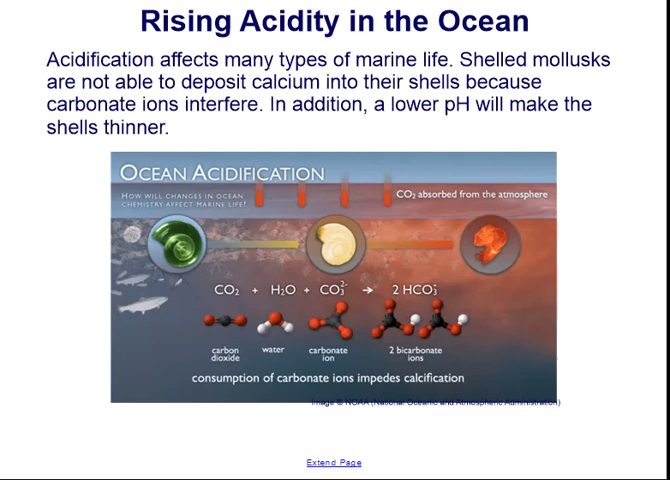 Rising Acidity in the Ocean
Acidification affects many types of marine life. Shelled mollusks
are not able to deposit calcium into their shells because
carbonate ions interfere. In addition, a lower pH will make the
shells thinner.
OCEAN ACIDIFICATION
HOW WILL CHANGES IN OCEAN
CHEMISTRY AFFECT MARINE LIFE?
CO₂ absorbed from the atmosphere
CO₂ + H₂O + CO₃²⁻ → 2 HCO₃⁻
carbon
dioxide
water
carbonate
ion
2 bicarbonate
ions
consumption of carbonate ions impedes calcification
Image © NOAA (National Oceanic and Atmospheric Administration)
Extend Page